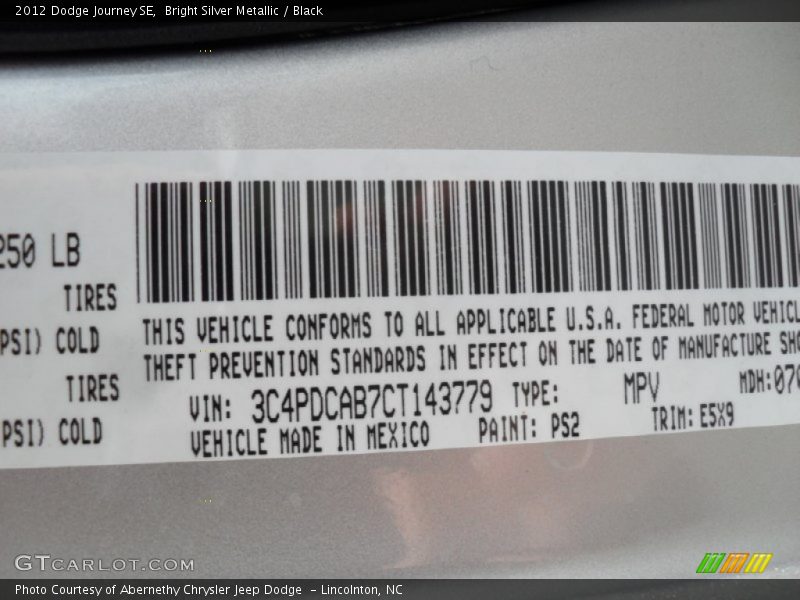 2012 Dodge Journey SE,  Bright Silver Metallic / Black
250 LB
TIRES
PSI) COLD
TIRES
PSI) COLD
THIS VEHICLE CONFORMS TO ALL APPLICABLE U.S.A. FEDERAL MOTOR VEHICL
THEFT PREVENTION STANDARDS IN EFFECT ON THE DATE OF MANUFACTURE SHO
VIN: 3C4PDCAB7CT143779 TYPE: MPV MDH:070
VEHICLE MADE IN MEXICO PAINT: PS2 TRIM: E5X9
GTCARLOT.COM
Photo Courtesy of Abernethy Chrysler Jeep Dodge  - Lincolnton, NC